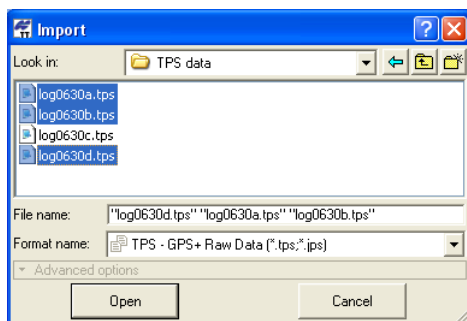 Import
Look in: TPS data
log0630a.tps
log0630b.tps
log0630c.tps
log0630d.tps
File name: "log0630d.tps" "log0630a.tps" "log0630b.tps"
Format name: TPS - GPS+ Raw Data (*.tps;*.jps)
Advanced options
Open Cancel